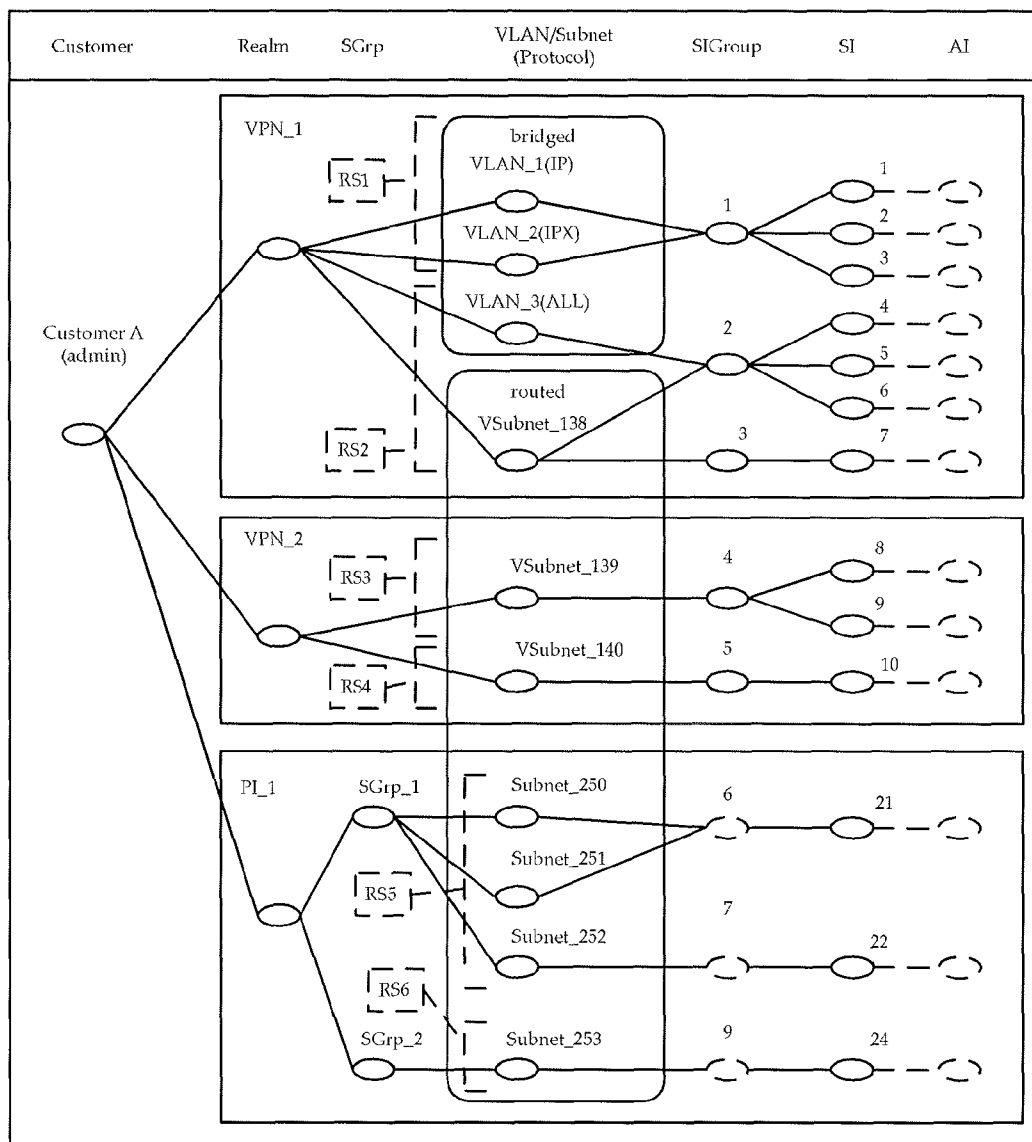 Customer
Realm
SGrp
VLAN/Subnet
(Protocol)
SIGroup
SI
AI
VPN_1
bridged
VLAN_1(IP)
RS1
1
1
2
VLAN_2(IPX)
3
VLAN_3(ALL)
Customer A
(admin)
2
4
5
6
routed
VSubnet_138
RS2
3
7
VPN_2
RS3
VSubnet_139
4
8
9
VSubnet_140
5
10
RS4
PI_1
SGrp_1
Subnet_250
6
21
Subnet_251
RS5
Subnet_252
7
22
RS6
SGrp_2
Subnet_253
9
24